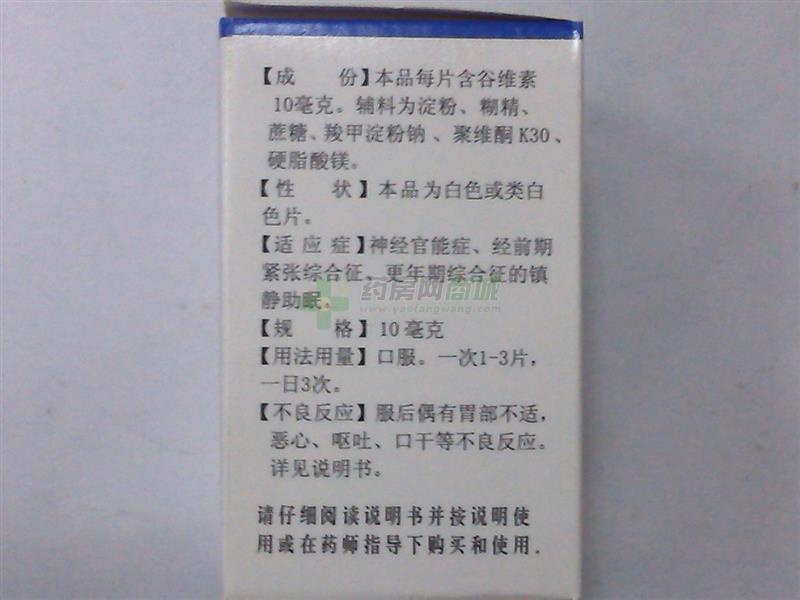 【成 份】本品每片含谷维素
10毫克。辅料为淀粉、糊精、
蔗糖、羧甲淀粉钠、聚维酮K30、
硬脂酸镁。
【性 状】本品为白色或类白
色片。
【适应症】神经官能症、经前期
紧张综合征、更年期综合征的镇
静助眠。
药房网商城
www.yaofangwang.com
【规 格】10毫克
【用法用量】口服。一次1-3片，
一日3次。
【不良反应】服后偶有胃部不适，
恶心、呕吐、口干等不良反应。
详见说明书。
请仔细阅读说明书并按说明使
用或在药师指导下购买和使用.